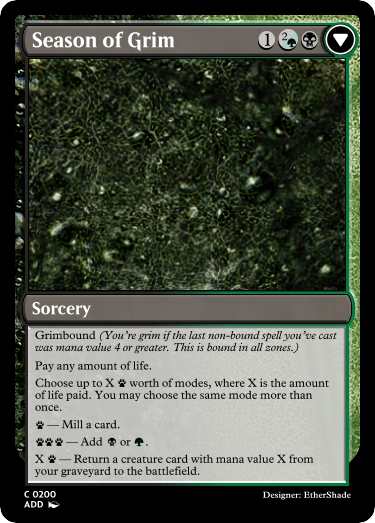 Season of Grim 1 2
Sorcery
Grimbound (You're grim if the last non-bound spell you've cast
was mana value 4 or greater. This is bound in all zones.)
Pay any amount of life.
Choose up to X worth of modes, where X is the amount
of life paid. You may choose the same mode more than
once.
— Mill a card.
— Add or .
X — Return a creature card with mana value X from
your graveyard to the battlefield.
C 0200
ADD
Designer: EtherShade